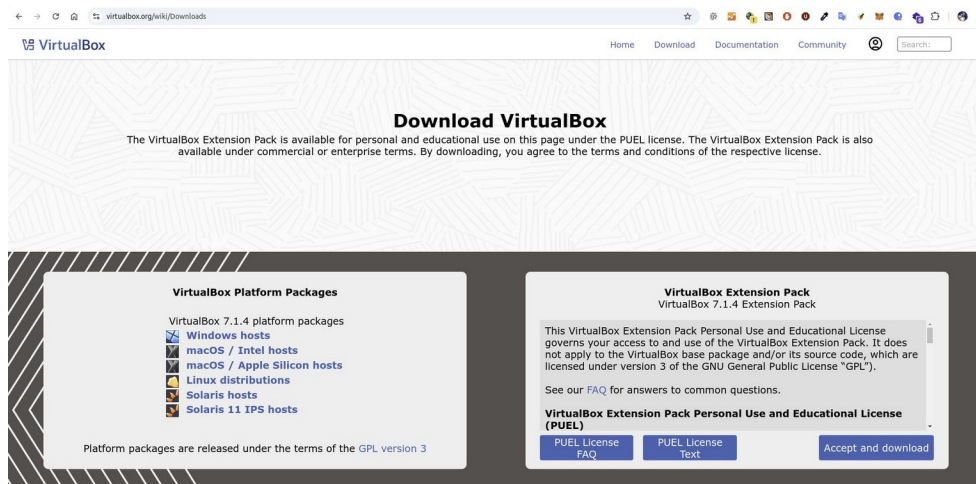 virtualbox.org/wiki/Downloads
VirtualBox
Home Download Documentation Community Search:
Download VirtualBox
The VirtualBox Extension Pack is available for personal and educational use on this page under the PUEL license. The VirtualBox Extension Pack is also
available under commercial or enterprise terms. By downloading, you agree to the terms and conditions of the respective license.
VirtualBox Platform Packages
VirtualBox 7.1.4 platform packages
Windows hosts
macOS / Intel hosts
macOS / Apple Silicon hosts
Linux distributions
Solaris hosts
Solaris 11 IPS hosts
Platform packages are released under the terms of the GPL version 3
VirtualBox Extension Pack
VirtualBox 7.1.4 Extension Pack
This VirtualBox Extension Pack Personal Use and Educational License
governs your access to and use of the VirtualBox Extension Pack. It does
not apply to the VirtualBox base package and/or its source code, which are
licensed under version 3 of the GNU General Public License “GPL”).
See our FAQ for answers to common questions.
VirtualBox Extension Pack Personal Use and Educational License
(PUEL)
PUEL License
FAQ
PUEL License
Text
Accept and download